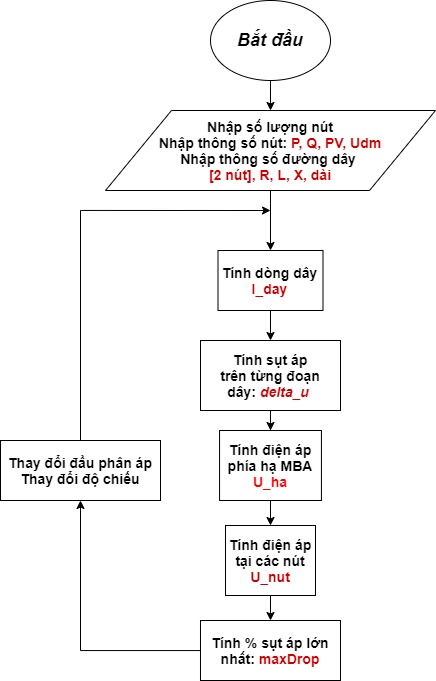 Bắt đầu
Nhập số lượng nút
Nhập thông số nút: P, Q, PV, Udm
Nhập thông số đường dây
[2 nút], R, L, X, dài
Tính dòng dây
I_day
Tính sụt áp
trên từng đoạn
dây: delta_u
Tính điện áp
phía hạ MBA
U_ha
Tính điện áp
tại các nút
U_nut
Tính % sụt áp lớn
nhất: maxDrop
Thay đổi đầu phân áp
Thay đổi độ chiếu